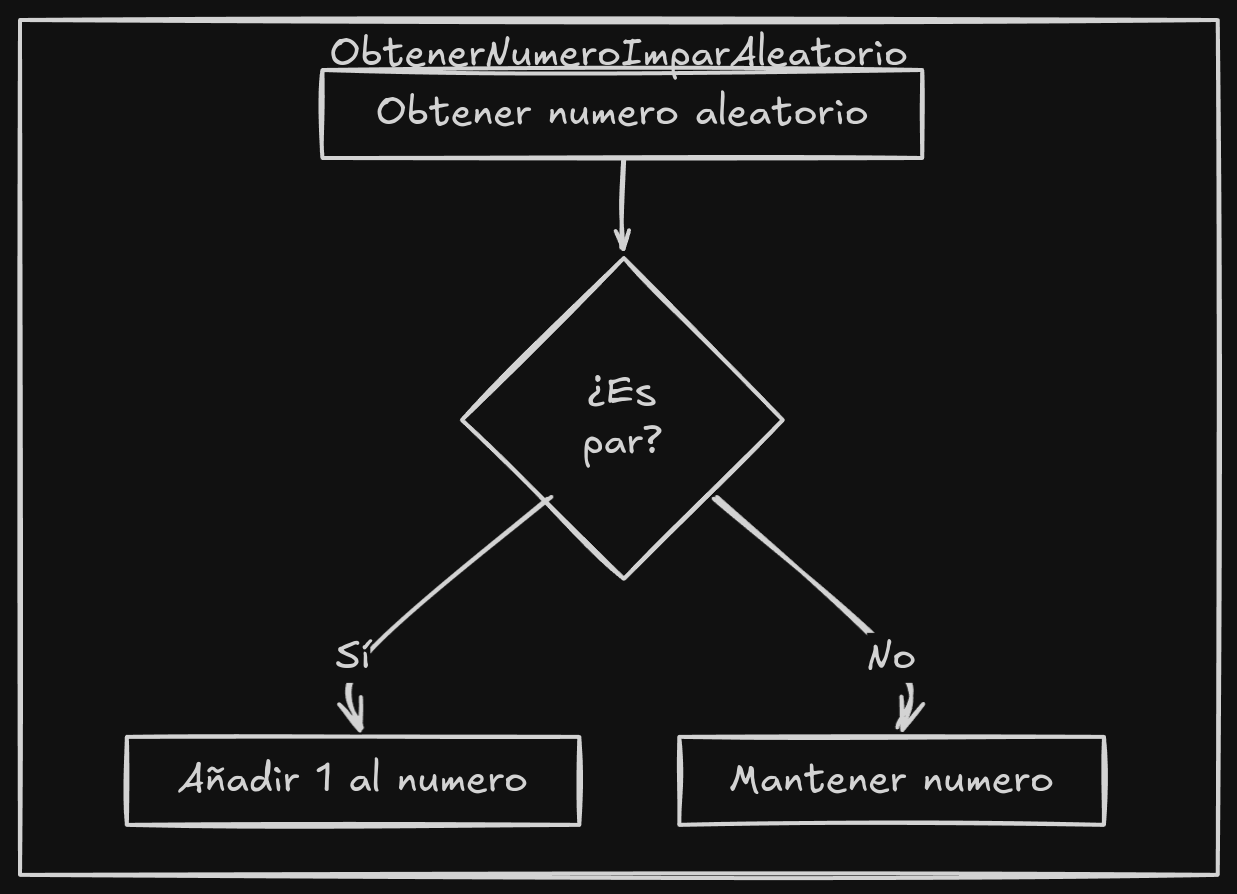 ObtenerNumeroImparAleatorio
Obtener numero aleatorio
¿Es
par?
Sí
No
Añadir 1 al numero
Mantener numero